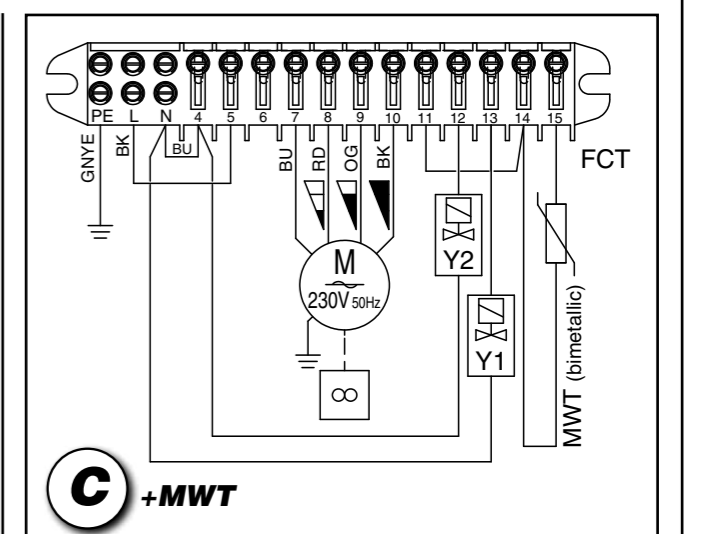 PE L N 4 5 6 7 8 9 10 11 12 13 14 15
FCT
GNYE
BK
BU
BU
RD
OG
BK
M
230V 50Hz
Y2
Y1
MWT (bimetallic)
8
C +MWT